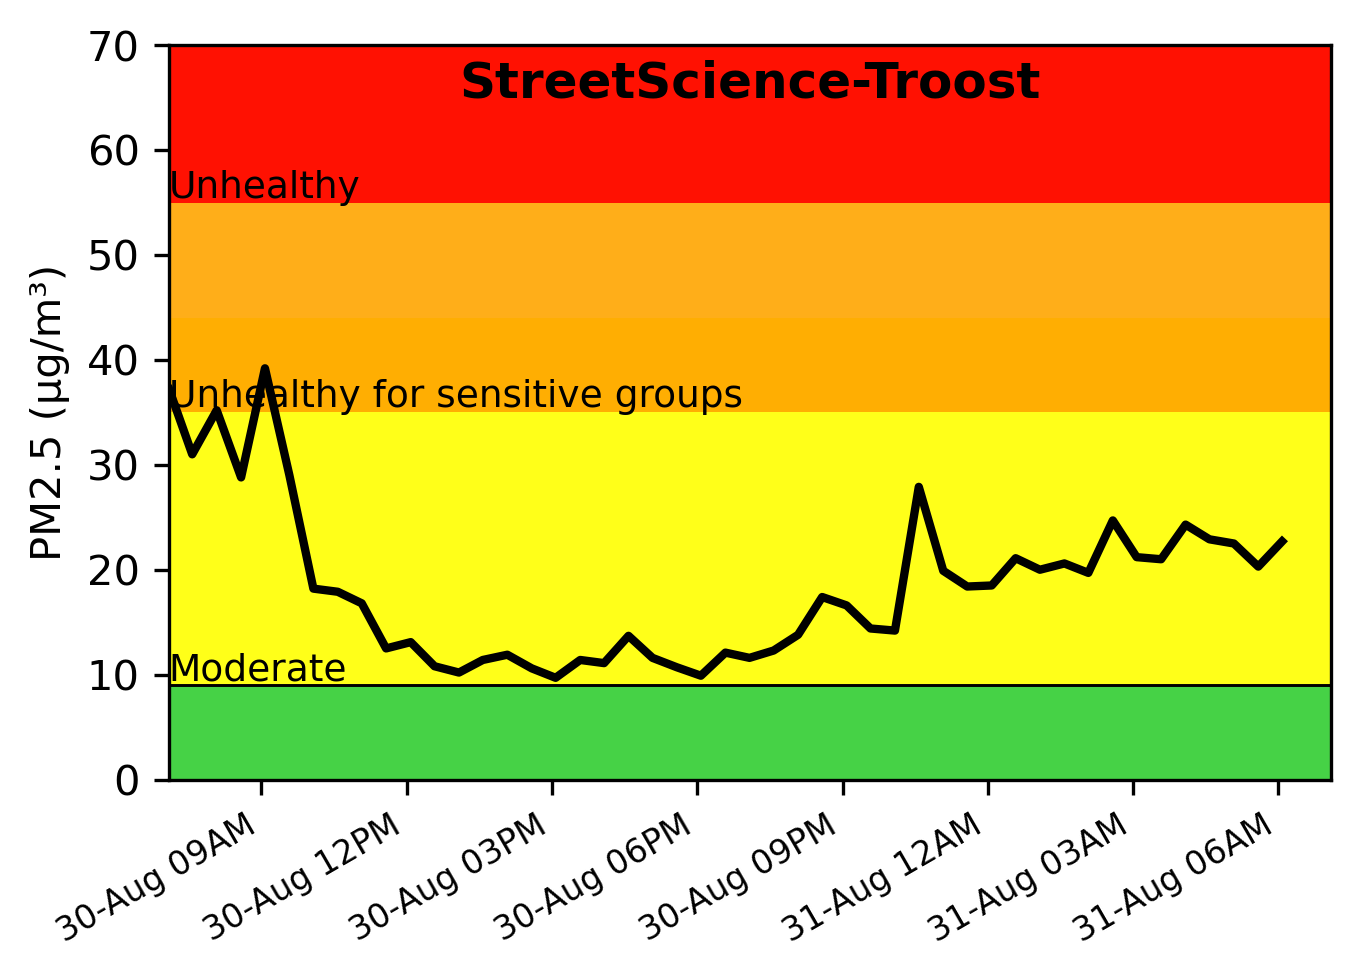 StreetScience-Troost
PM2.5 (µg/m³)
70
60
50
40
30
20
10
0
Unhealthy
Unhealthy for sensitive groups
Moderate
30-Aug 09AM
30-Aug 12PM
30-Aug 03PM
30-Aug 06PM
30-Aug 09PM
31-Aug 12AM
31-Aug 03AM
31-Aug 06AM